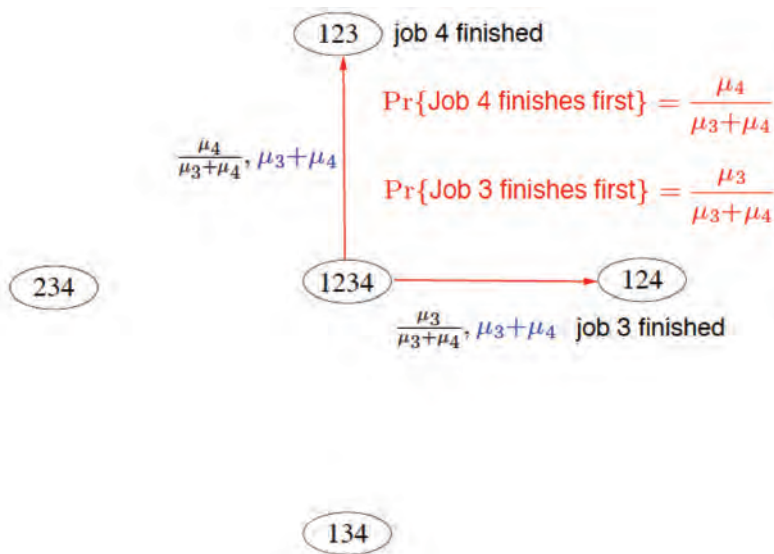 123 job 4 finished
Pr{Job 4 finishes first} = μ₄/(μ₃+μ₄)
μ₄/(μ₃+μ₄), μ₃+μ₄
Pr{Job 3 finishes first} = μ₃/(μ₃+μ₄)
234 1234 124
μ₃/(μ₃+μ₄), μ₃+μ₄ job 3 finished
134